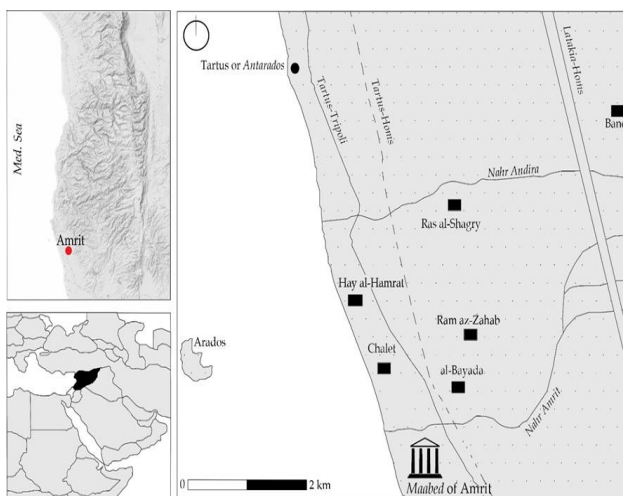 Med. Sea
Amrit
Tartus or Antarados
Tartus-Tripoli
Tartus-Homs
Latakia-Homs
Nahr Andira
Ras al-Shagry
Hay al-Hamrat
Ram az-Zahab
Arados
Chalet
al-Bayada
Nahr Amrit
Maabed of Amrit
0 2 km